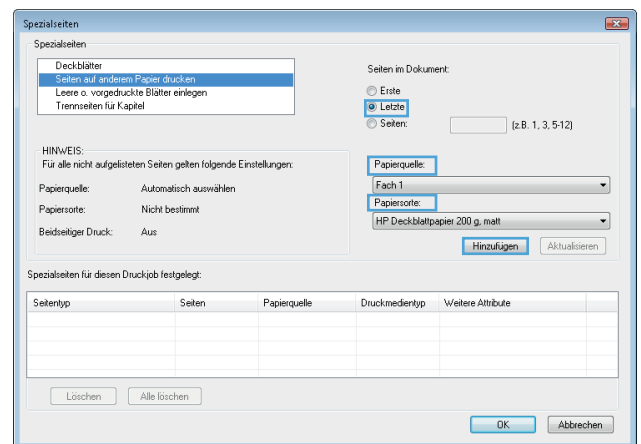 Spezialseiten
Spezialseiten
Deckblätter
Seiten auf anderem Papier drucken
Leere o. vorgedruckte Blätter einlegen
Trennseiten für Kapitel
Seiten im Dokument:
Erste
Letzte
Seiten: (z.B. 1, 3, 5-12)
HINWEIS:
Für alle nicht aufgelisteten Seiten gelten folgende Einstellungen:
Papierquelle: Automatisch auswählen
Papiersorte: Nicht bestimmt
Beidseitiger Druck: Aus
Papierquelle:
Fach 1
Papiersorte:
HP Deckblattpapier 200 g, matt
Hinzufügen Aktualisieren
Spezialseiten für diesen Druckjob festgelegt:
Seitentyp Seiten Papierquelle Druckmedientyp Weitere Attribute
Löschen Alle löschen
OK Abbrechen